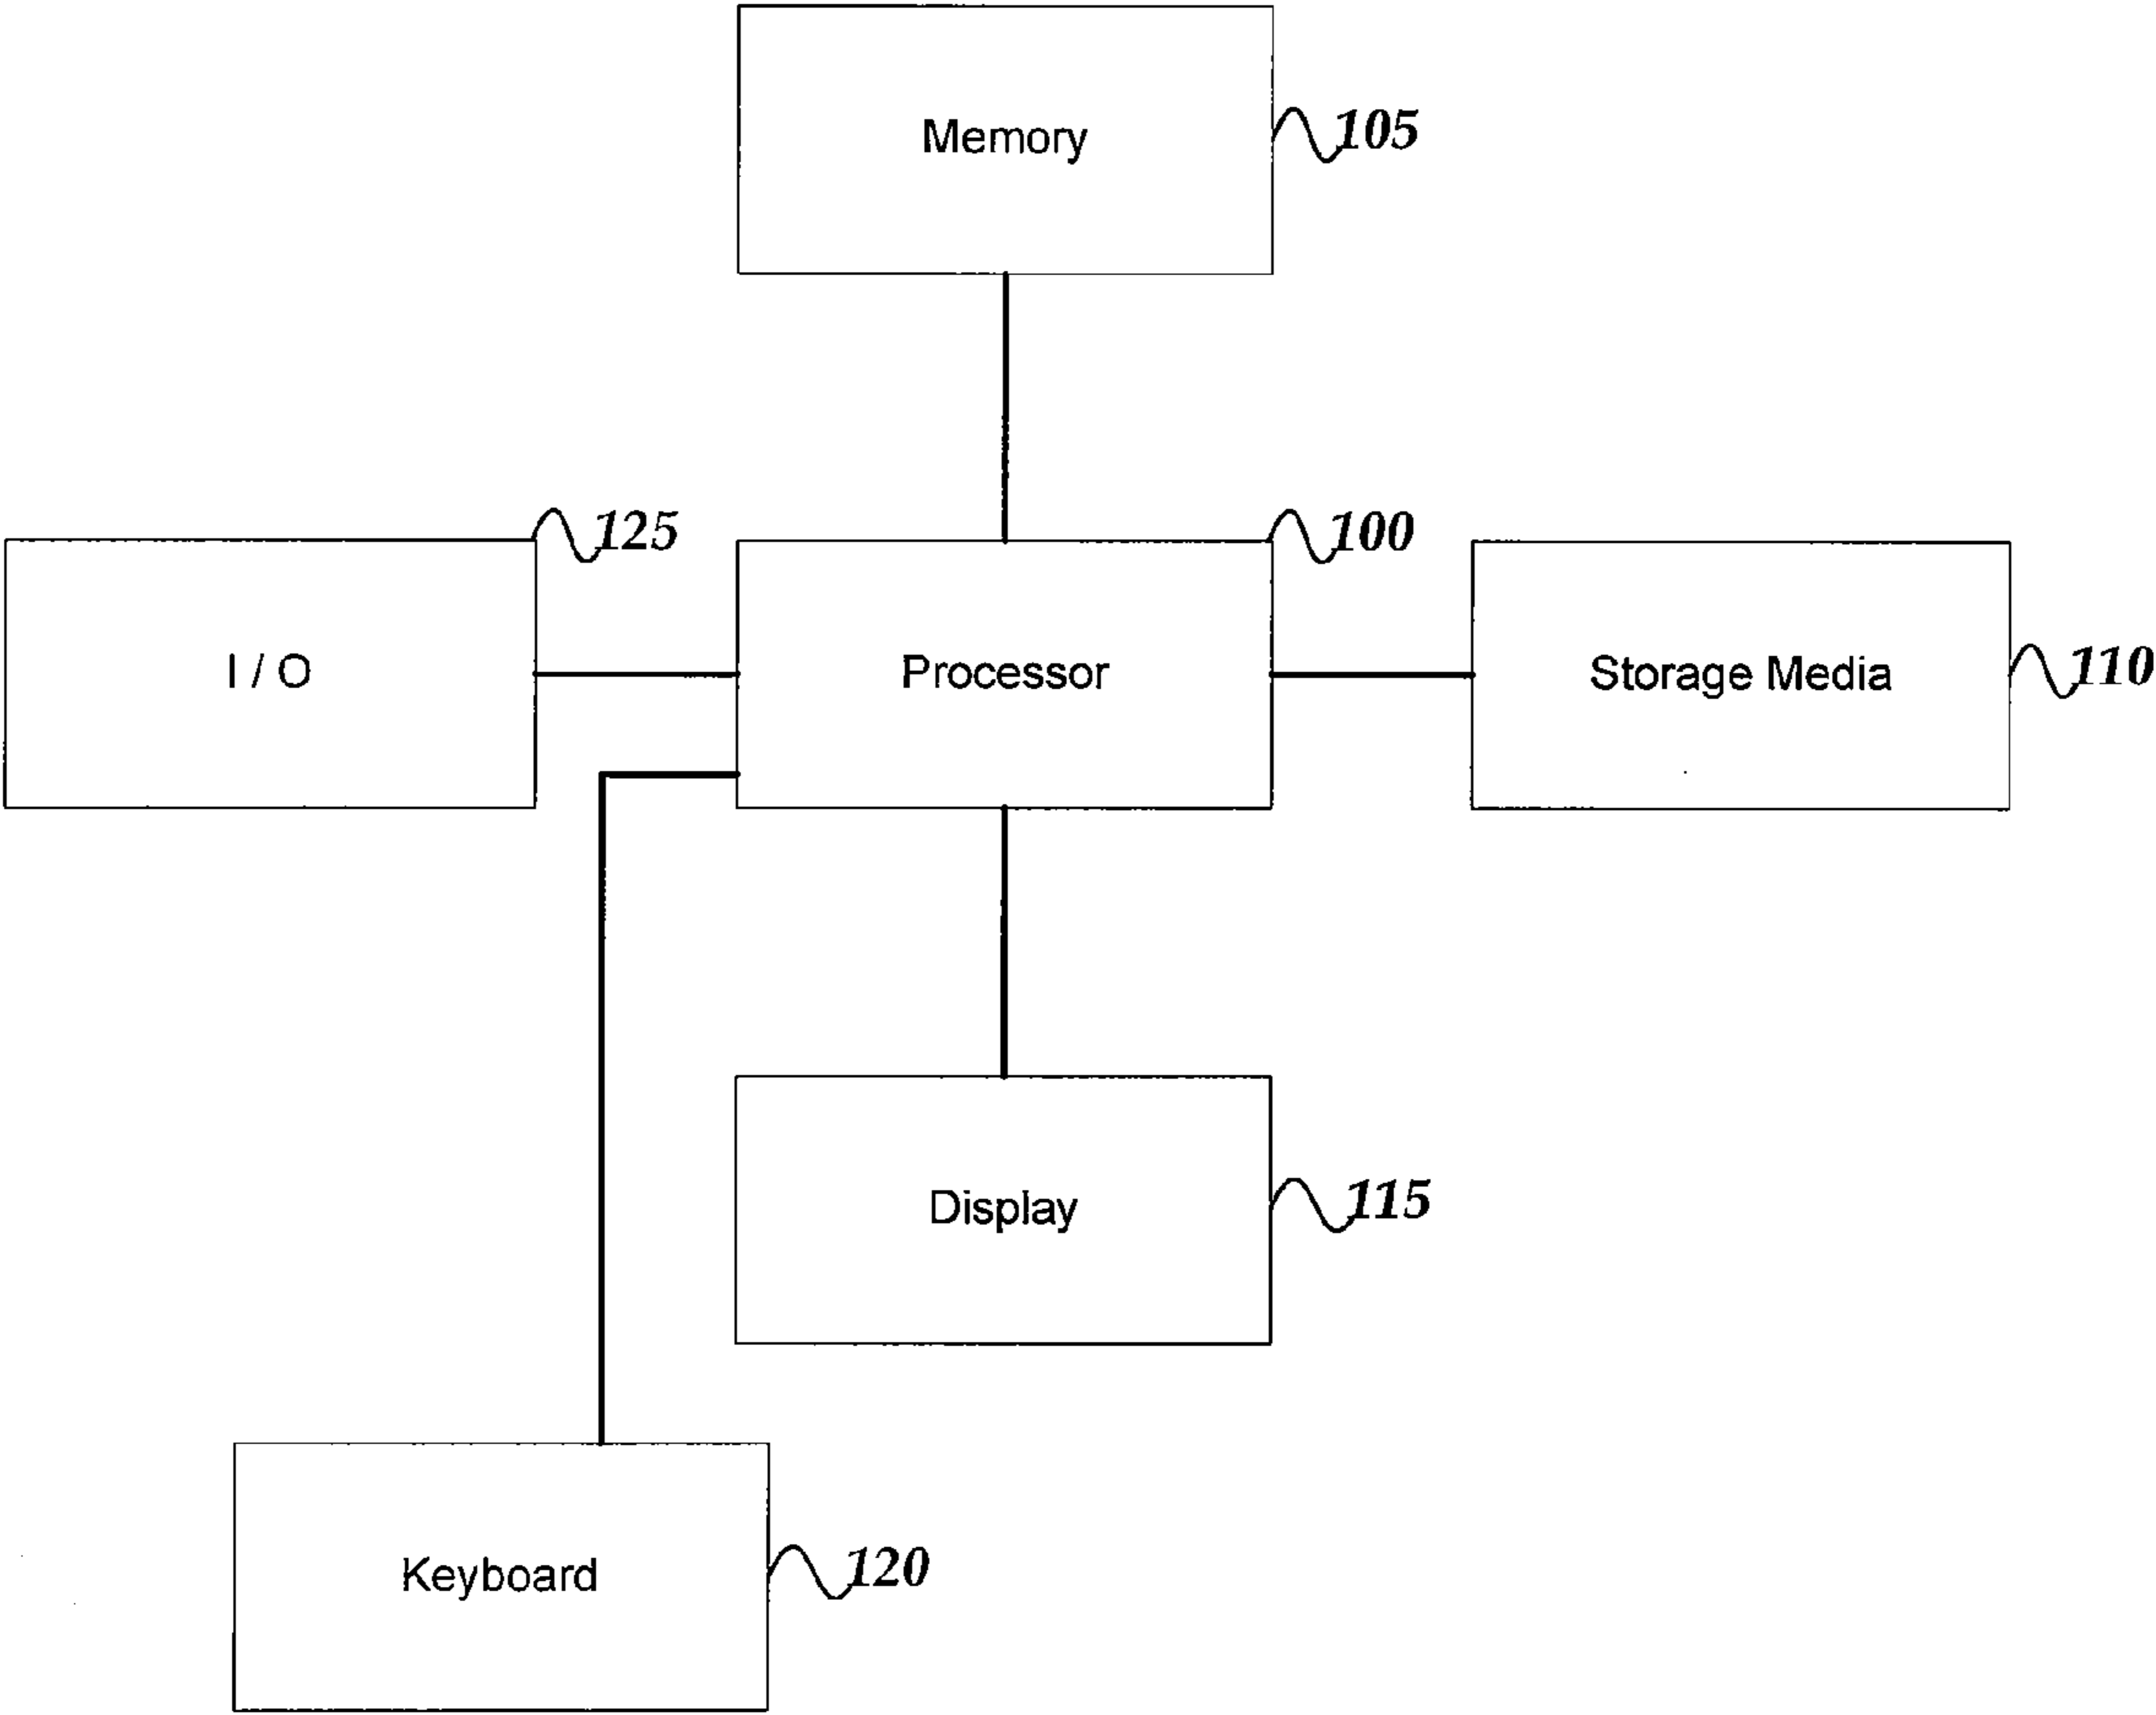 Memory
105
125
100
I / O
Processor
Storage Media
110
Display
115
Keyboard
120